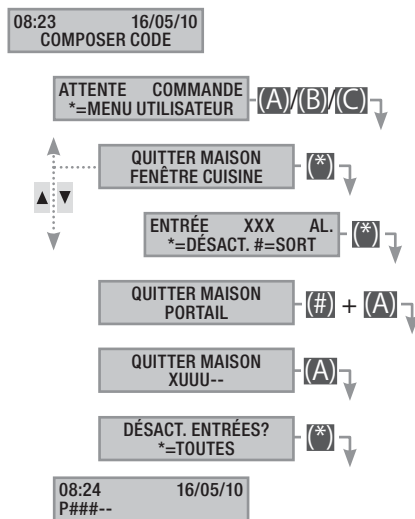 08:23 16/05/10
COMPOSER CODE
ATTENTE COMMANDE
*=MENU UTILISATEUR
(A)/(B)/(C)
QUITTER MAISON
FENÊTRE CUISINE
(*)
▲ ▼
ENTRÉE XXX AL.
*=DÉSACT. #=SORT
(*)
QUITTER MAISON
PORTAIL
(#) + (A)
QUITTER MAISON
XUUU--
(A)
DÉSACT. ENTRÉES?
*=TOUTES
(*)
08:24 16/05/10
P###--